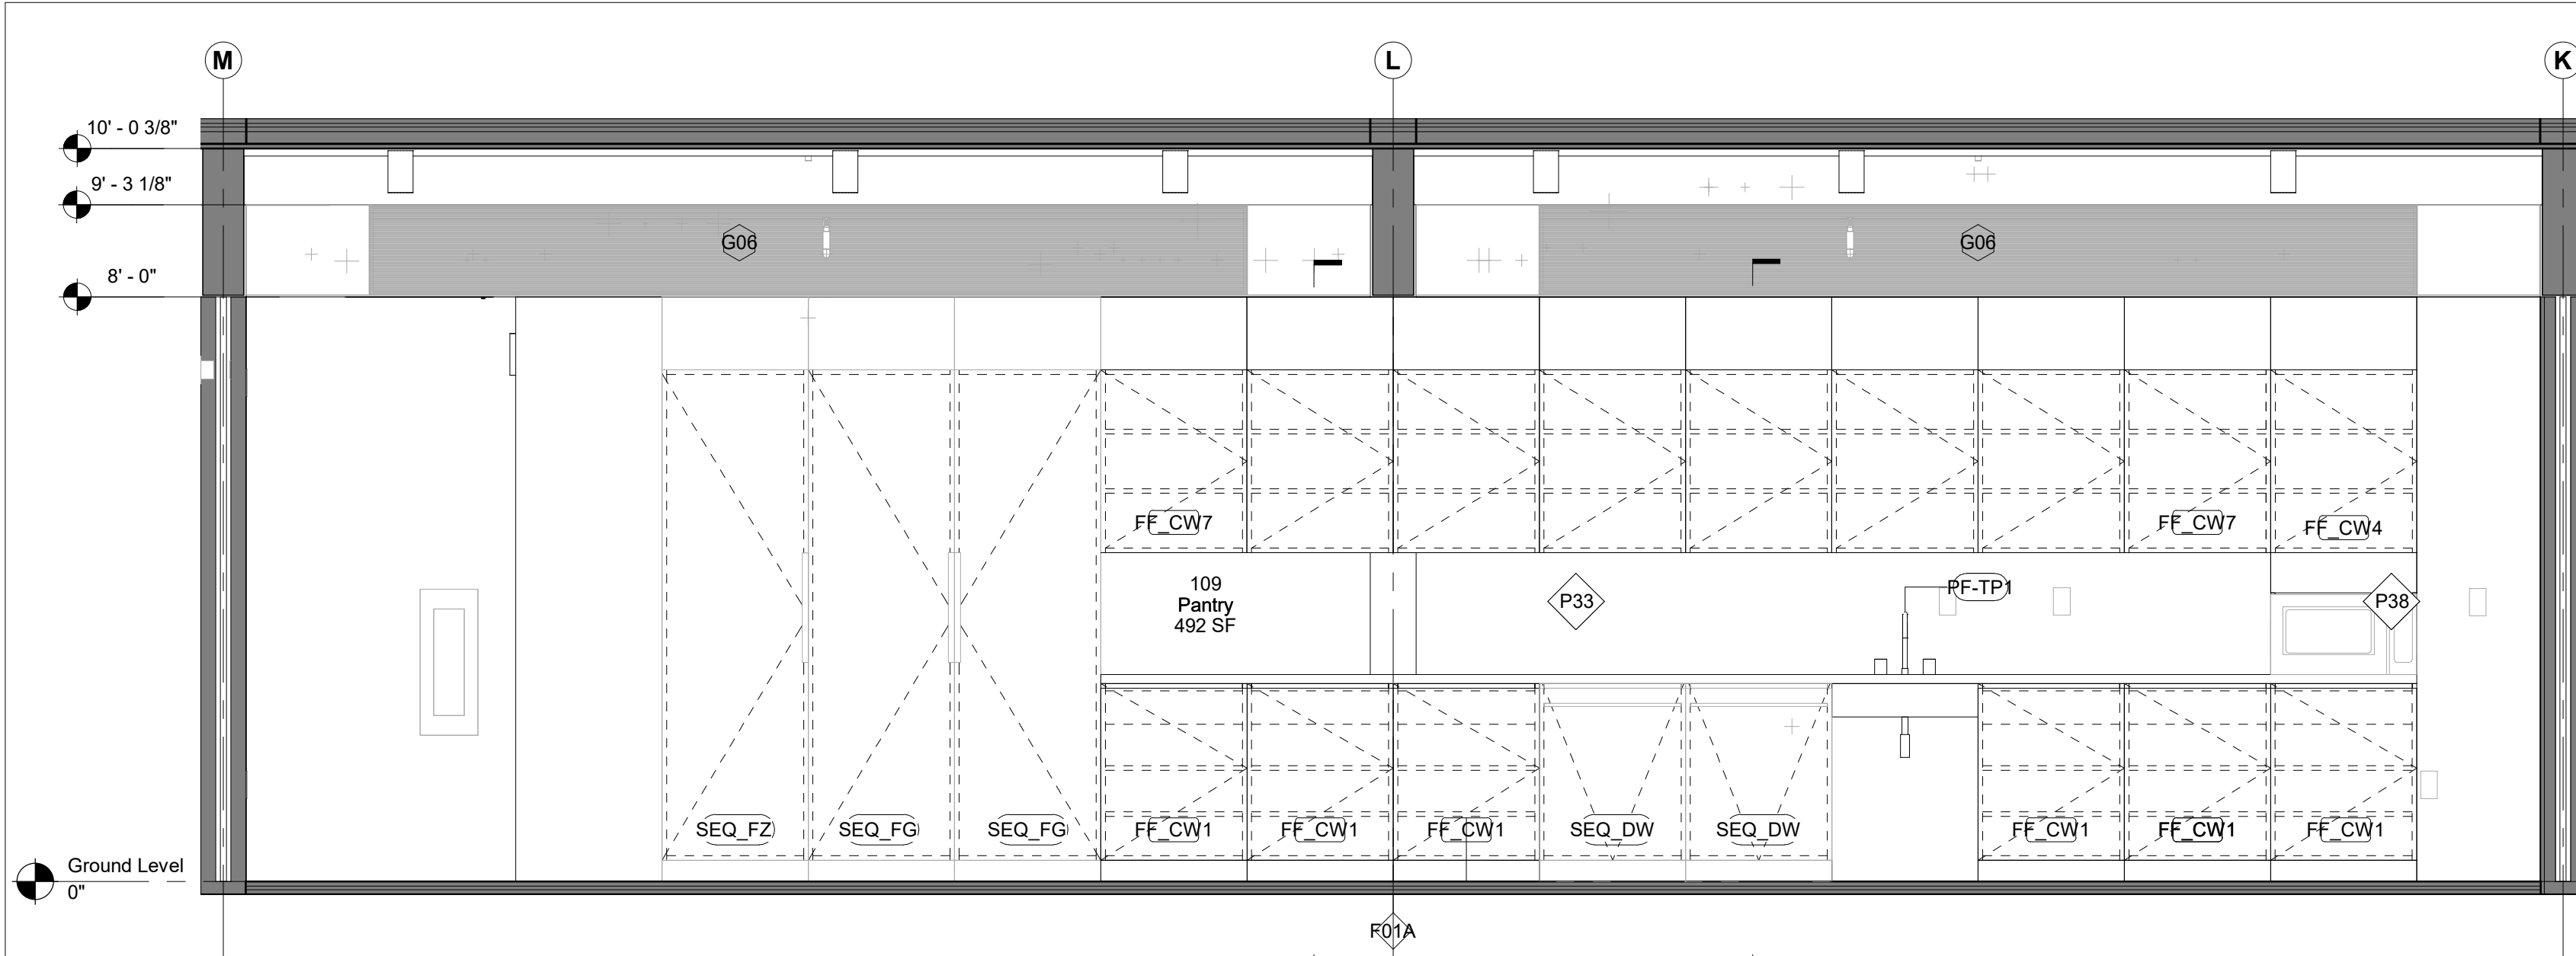 M
L
K
10' - 0 3/8"
9' - 3 1/8"
8' - 0"
G06
G06
FF_CW7
FF_CW7
FF_CW4
109
Pantry
492 SF
P33
PF-TP1
P38
SEQ_FZ
SEQ_FG
SEQ_FG
FF_CW1
FF_CW1
FF_CW1
SEQ_DW
SEQ_DW
FF_CW1
FF_CW1
FF_CW1
Ground Level
0"
F01A